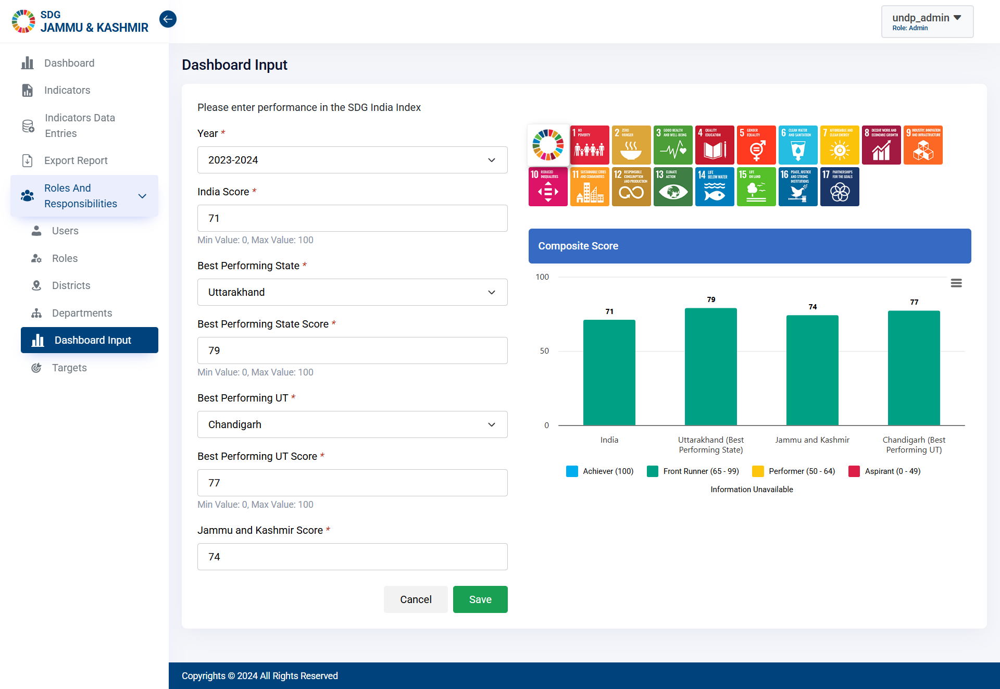 SDG
JAMMU & KASHMIR
undp_admin
Role: Admin
Dashboard
Indicators
Indicators Data
Entries
Export Report
Roles And
Responsibilities
Users
Roles
Districts
Departments
Dashboard Input
Targets
Dashboard Input
Please enter performance in the SDG India Index
Year *
2023-2024
India Score *
71
Min Value: 0, Max Value: 100
Best Performing State *
Uttarakhand
Best Performing State Score *
79
Min Value: 0, Max Value: 100
Best Performing UT *
Chandigarh
Best Performing UT Score *
77
Min Value: 0, Max Value: 100
Jammu and Kashmir Score *
74
Cancel
Save
1 NO
POVERTY
2 ZERO
HUNGER
3 GOOD HEALTH
AND WELL-BEING
4 QUALITY
EDUCATION
5 GENDER
EQUALITY
6 CLEAN WATER
AND SANITATION
7 AFFORDABLE AND
CLEAN ENERGY
8 DECENT WORK AND
ECONOMIC GROWTH
9 INDUSTRY, INNOVATION
AND INFRASTRUCTURE
10 REDUCED
INEQUALITIES
11 SUSTAINABLE CITIES
AND COMMUNITIES
12 RESPONSIBLE
CONSUMPTION
AND PRODUCTION
13 CLIMATE
ACTION
14 LIFE
BELOW WATER
15 LIFE
ON LAND
16 PEACE, JUSTICE
AND STRONG
INSTITUTIONS
17 PARTNERSHIPS
FOR THE GOALS
Composite Score
100
50
0
71
79
74
77
India
Uttarakhand (Best
Performing State)
Jammu and Kashmir
Chandigarh (Best
Performing UT)
Achiever (100)
Front Runner (65 - 99)
Performer (50 - 64)
Aspirant (0 - 49)
Information Unavailable
Copyrights © 2024 All Rights Reserved